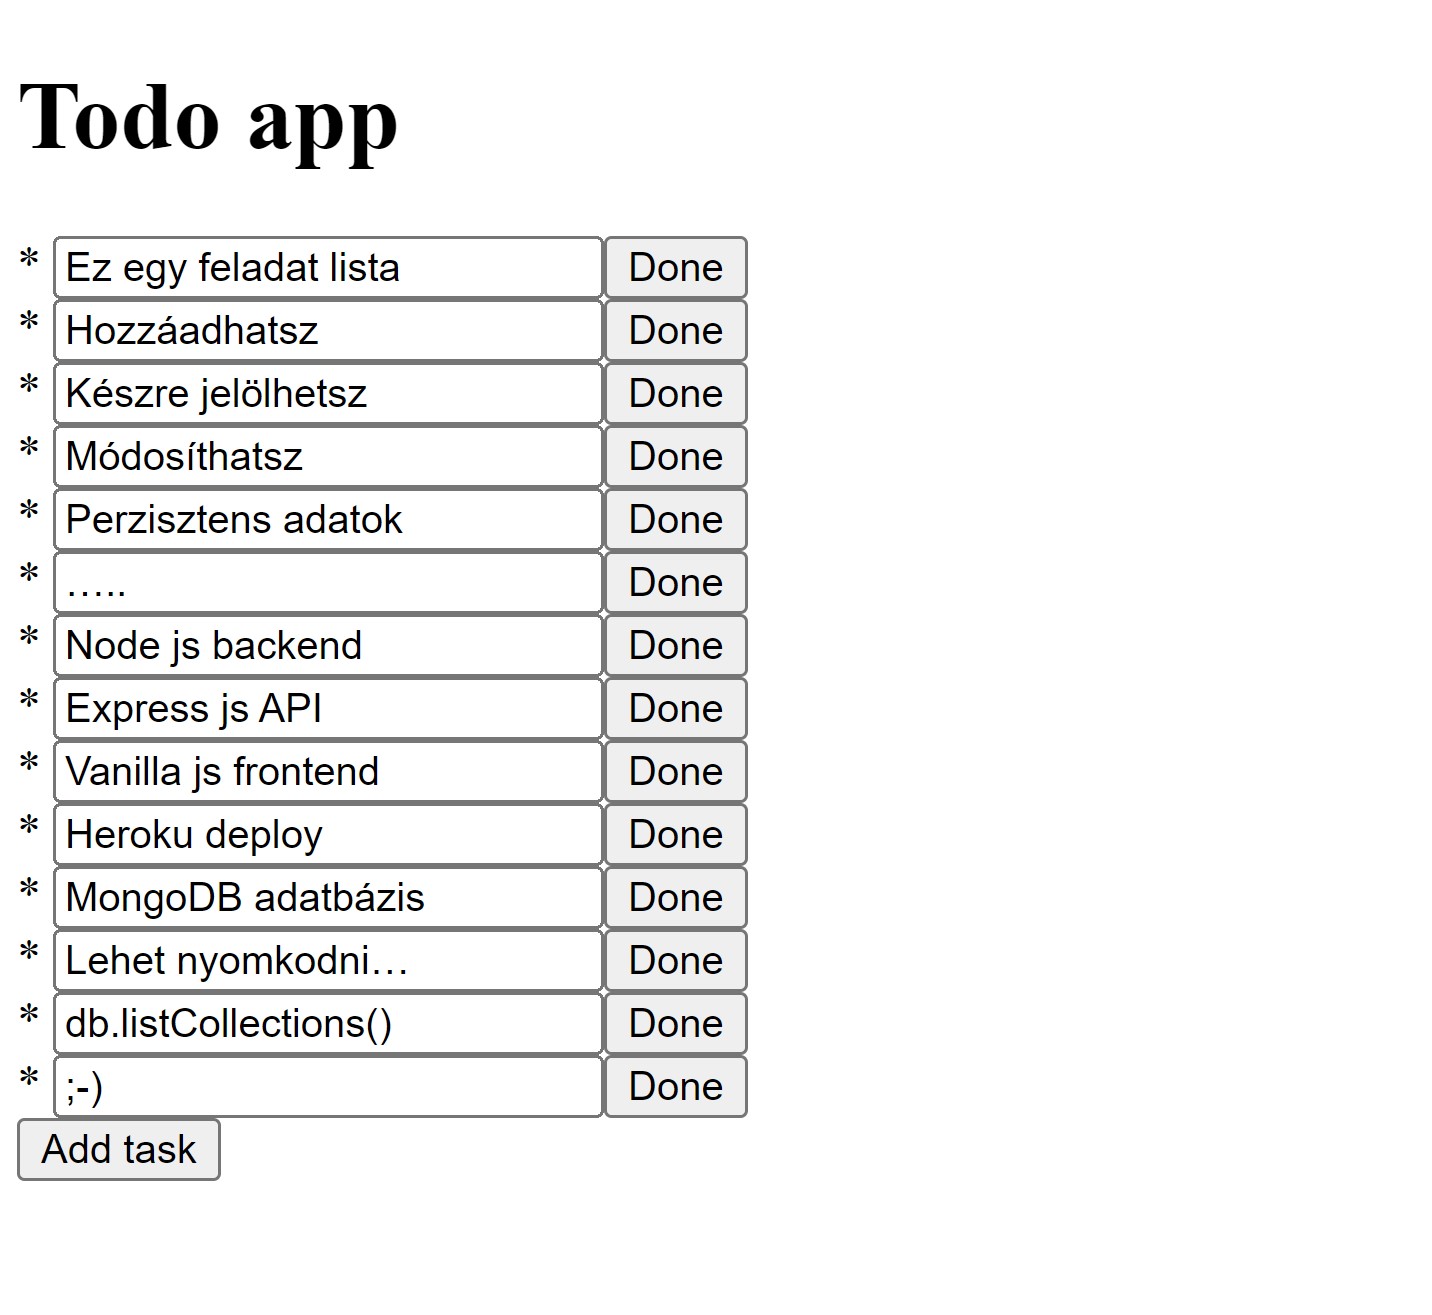 Todo app
* Ez egy feladat lista Done
* Hozzáadhatsz Done
* Készre jelölhetsz Done
* Módosíthatsz Done
* Perzisztens adatok Done
* ….. Done
* Node js backend Done
* Express js API Done
* Vanilla js frontend Done
* Heroku deploy Done
* MongoDB adatbázis Done
* Lehet nyomkodni… Done
* db.listCollections() Done
* ;-) Done
Add task